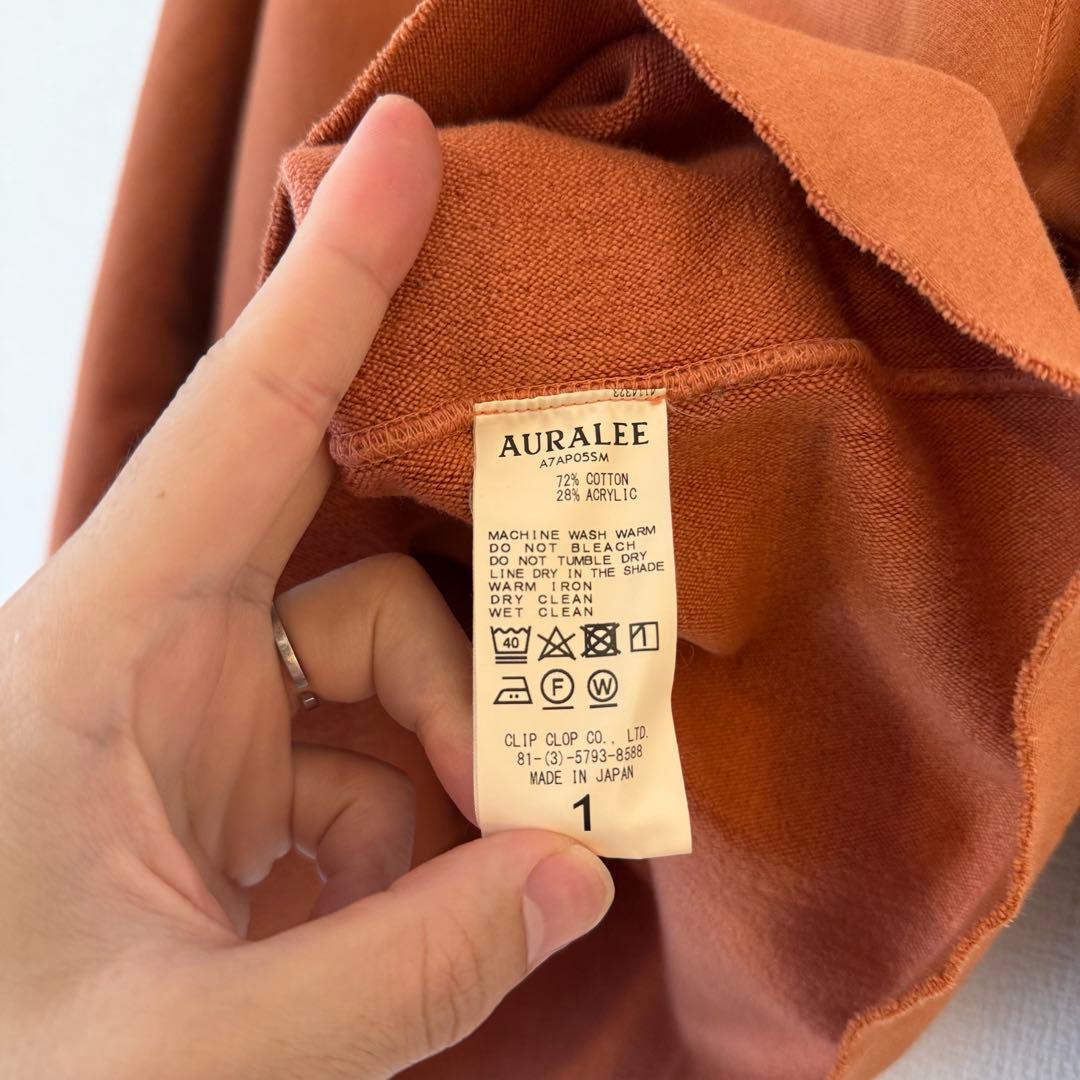 AURALEE
A7AP05SM
72% COTTON
28% ACRYLIC
MACHINE WASH WARM
DO NOT BLEACH
DO NOT TUMBLE DRY
LINE DRY IN THE SHADE
WARM IRON
DRY CLEAN
WET CLEAN
40
F W
CLIP CLOP CO., LTD.
81-(3)-5793-8588
MADE IN JAPAN
1